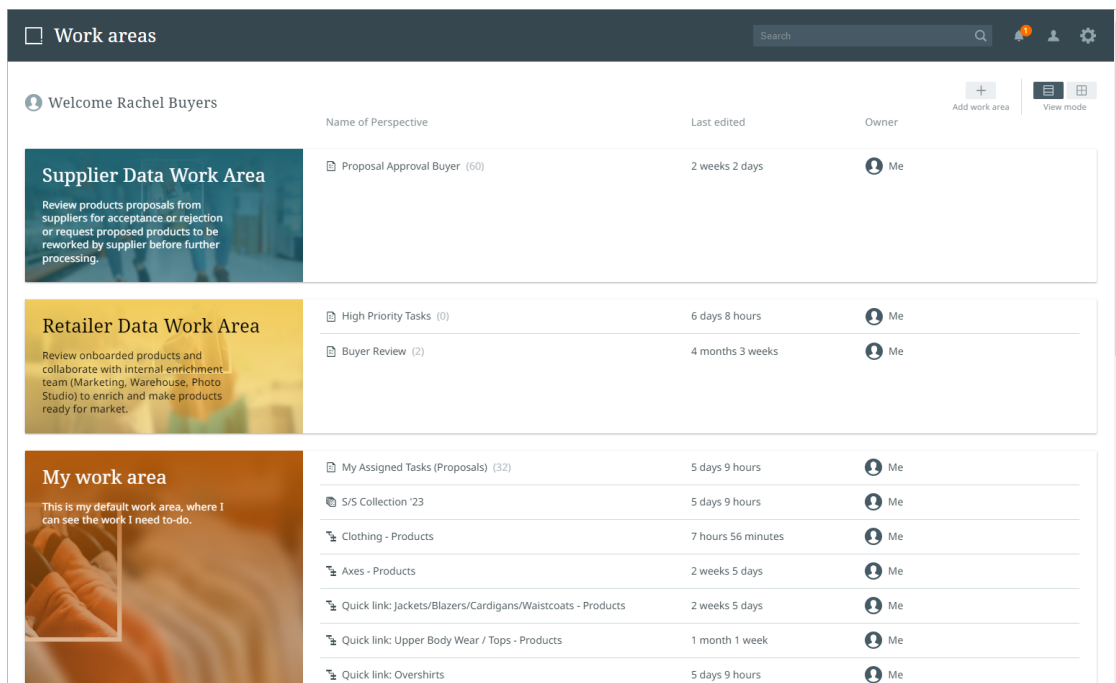 Work areas
Search
1
Welcome Rachel Buyers
Add work area
View mode
Name of Perspective
Last edited
Owner
Supplier Data Work Area
Review products proposals from
suppliers for acceptance or rejection
or request proposed products to be
reworked by supplier before further
processing.
Proposal Approval Buyer (60)
2 weeks 2 days
Me
Retailer Data Work Area
Review onboarded products and
collaborate with internal enrichment
team (Marketing, Warehouse, Photo
Studio) to enrich and make products
ready for market.
High Priority Tasks (0)
6 days 8 hours
Me
Buyer Review (2)
4 months 3 weeks
Me
My work area
This is my default work area, where I
can see the work I need to-do.
My Assigned Tasks (Proposals) (32)
5 days 9 hours
Me
S/S Collection '23
5 days 9 hours
Me
Clothing - Products
7 hours 56 minutes
Me
Axes - Products
2 weeks 5 days
Me
Quick link: Jackets/Blazers/Cardigans/Waistcoats - Products
2 weeks 5 days
Me
Quick link: Upper Body Wear / Tops - Products
1 month 1 week
Me
Quick link: Overshirts
5 days 9 hours
Me